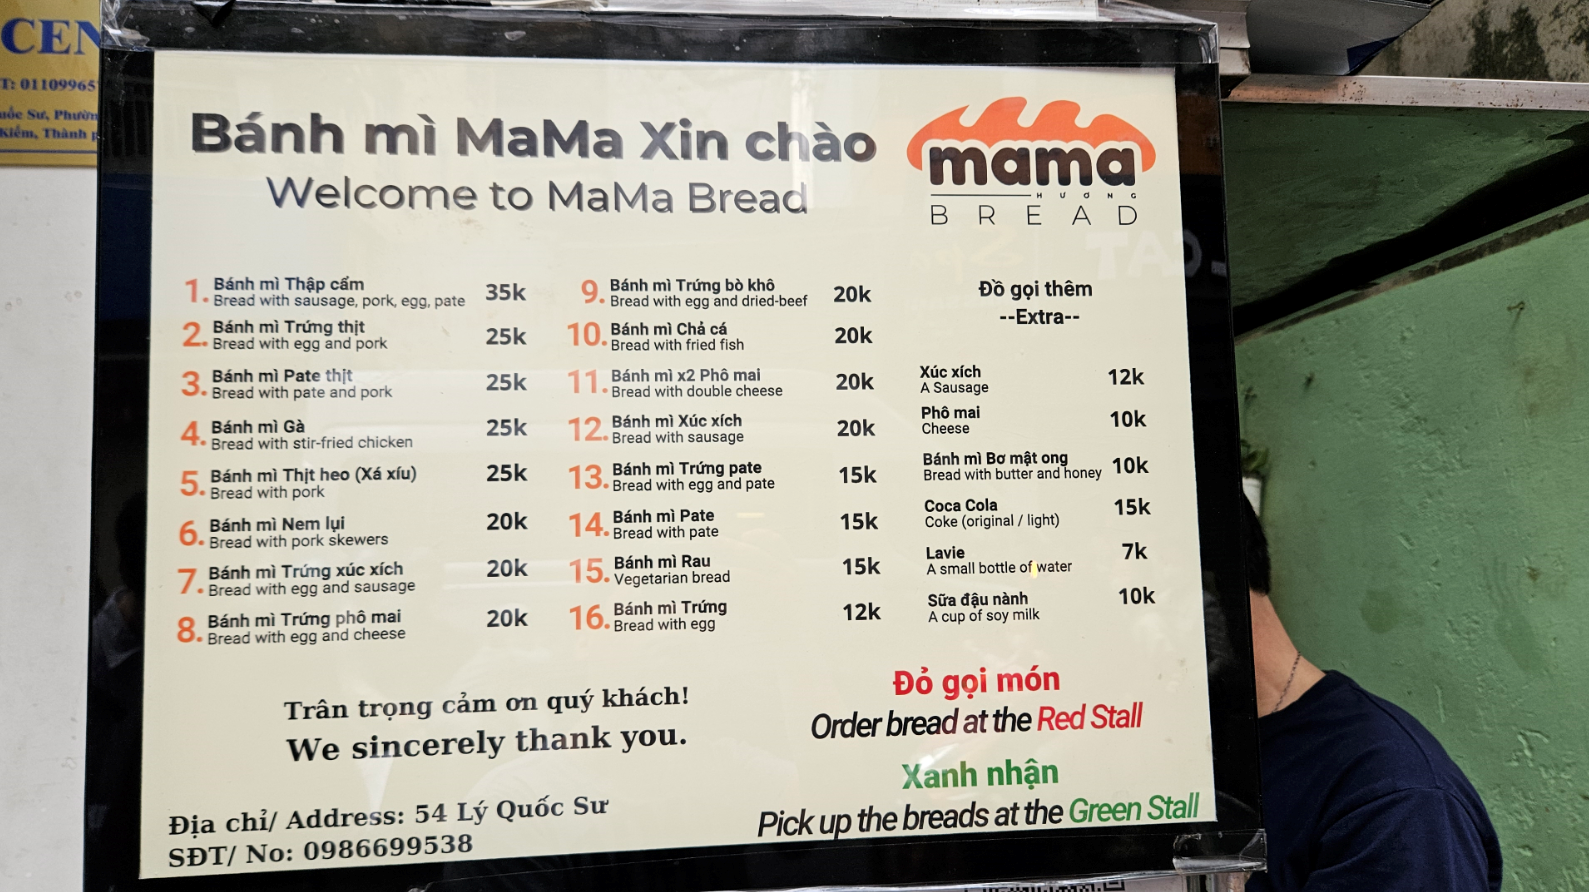 CEN
T: 01109965
uốc Sư, Phườn
Kiếm, Thành p
Bánh mì MaMa Xin chào
Welcome to MaMa Bread
mama
HƯƠNG
BREAD
1. Bánh mì Thập cẩm 35k
Bread with sausage, pork, egg, pate
2. Bánh mì Trứng thịt 25k
Bread with egg and pork
3. Bánh mì Pate thịt 25k
Bread with pate and pork
4. Bánh mì Gà 25k
Bread with stir-fried chicken
5. Bánh mì Thịt heo (Xá xíu) 25k
Bread with pork
6. Bánh mì Nem lụi 20k
Bread with pork skewers
7. Bánh mì Trứng xúc xích 20k
Bread with egg and sausage
8. Bánh mì Trứng phô mai 20k
Bread with egg and cheese
9. Bánh mì Trứng bò khô 20k
Bread with egg and dried-beef
10. Bánh mì Chả cá 20k
Bread with fried fish
11. Bánh mì x2 Phô mai 20k
Bread with double cheese
12. Bánh mì Xúc xích 20k
Bread with sausage
13. Bánh mì Trứng pate 15k
Bread with egg and pate
14. Bánh mì Pate 15k
Bread with pate
15. Bánh mì Rau 15k
Vegetarian bread
16. Bánh mì Trứng 12k
Bread with egg
Đồ gọi thêm
--Extra--
Xúc xích 12k
A Sausage
Phô mai 10k
Cheese
Bánh mì Bơ mật ong 10k
Bread with butter and honey
Coca Cola 15k
Coke (original / light)
Lavie 7k
A small bottle of water
Sữa đậu nành 10k
A cup of soy milk
Trân trọng cảm ơn quý khách!
We sincerely thank you.
Đỏ gọi món
Order bread at the Red Stall
Xanh nhận
Pick up the breads at the Green Stall
Địa chỉ/ Address: 54 Lý Quốc Sư
SĐT/ No: 0986699538